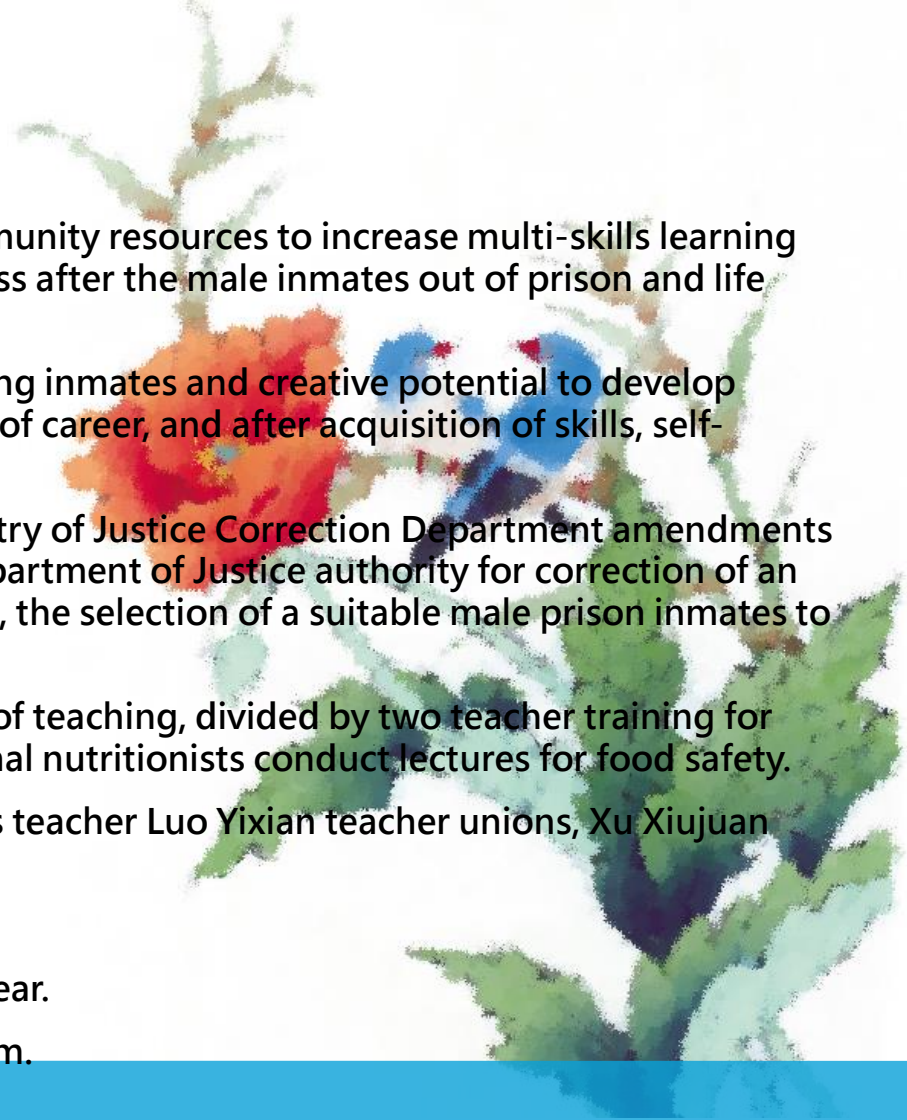 munity resources to increase multi-skills learning
ss after the male inmates out of prison and life
ng inmates and creative potential to develop
of career, and after acquisition of skills, self-
try of Justice Correction Department amendments
partment of Justice authority for correction of an
, the selection of a suitable male prison inmates to
of teaching, divided by two teacher training for
nal nutritionists conduct lectures for food safety.
s teacher Luo Yixian teacher unions, Xu Xiujuan
ear.
m.